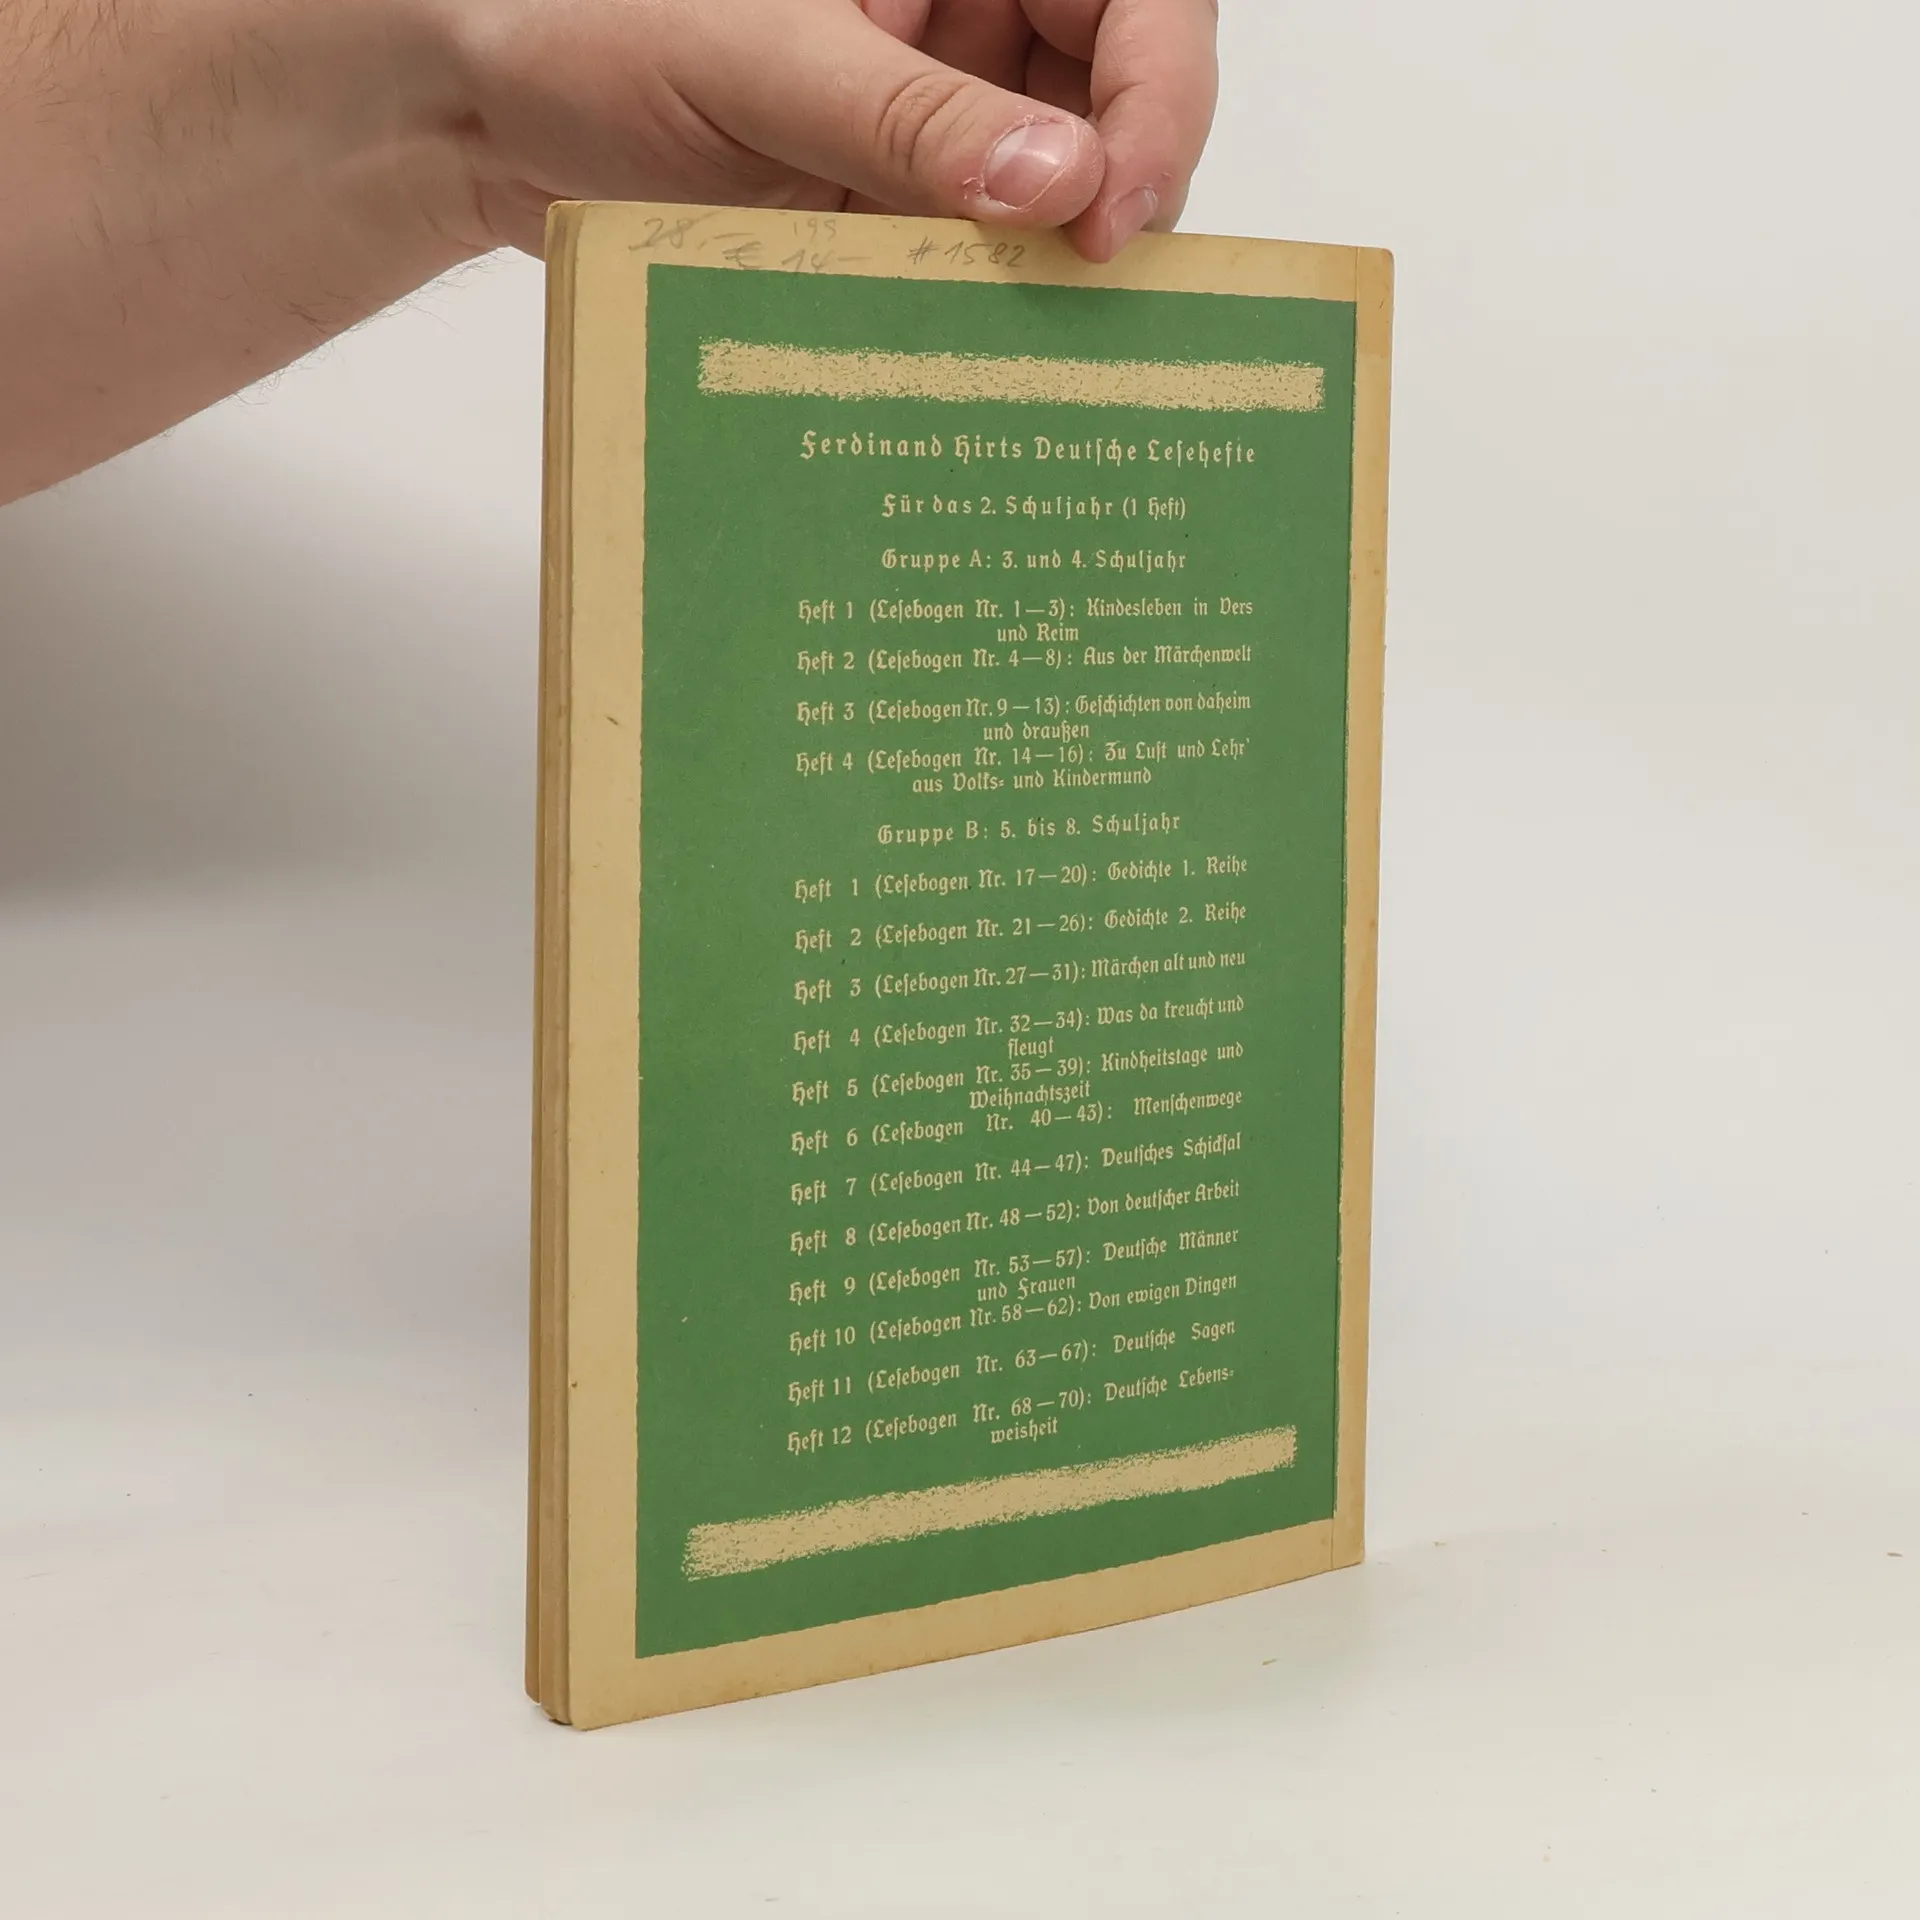 28.— 199
€ 14— #1582
Ferdinand Hirts Deutſche Leſehefte
Für das 2. Schuljahr (1 Heft)
Gruppe A: 3. und 4. Schuljahr
Heft 1 (Leſebogen Nr. 1—3): Kindesleben in Vers
und Reim
Heft 2 (Leſebogen Nr. 4—8): Aus der Märchenwelt
Heft 3 (Leſebogen Nr. 9—13): Geſchichten von daheim
und draußen
Heft 4 (Leſebogen Nr. 14—16): Zu Luſt und Lehr'
aus Volks- und Kindermund
Gruppe B: 5. bis 8. Schuljahr
Heft 1 (Leſebogen Nr. 17—20): Gedichte 1. Reihe
Heft 2 (Leſebogen Nr. 21—26): Gedichte 2. Reihe
Heft 3 (Leſebogen Nr. 27—31): Märchen alt und neu
Heft 4 (Leſebogen Nr. 32—34): Was da kreucht und
fleugt
Heft 5 (Leſebogen Nr. 35—39): Kindheitstage und
Weihnachtszeit
Heft 6 (Leſebogen Nr. 40—43): Menſchenwege
Heft 7 (Leſebogen Nr. 44—47): Deutſches Schickſal
Heft 8 (Leſebogen Nr. 48—52): Von deutſcher Arbeit
Heft 9 (Leſebogen Nr. 53—57): Deutſche Männer
und Frauen
Heft 10 (Leſebogen Nr. 58—62): Von ewigen Dingen
Heft 11 (Leſebogen Nr. 63—67): Deutſche Sagen
Heft 12 (Leſebogen Nr. 68—70): Deutſche Lebens-
weisheit